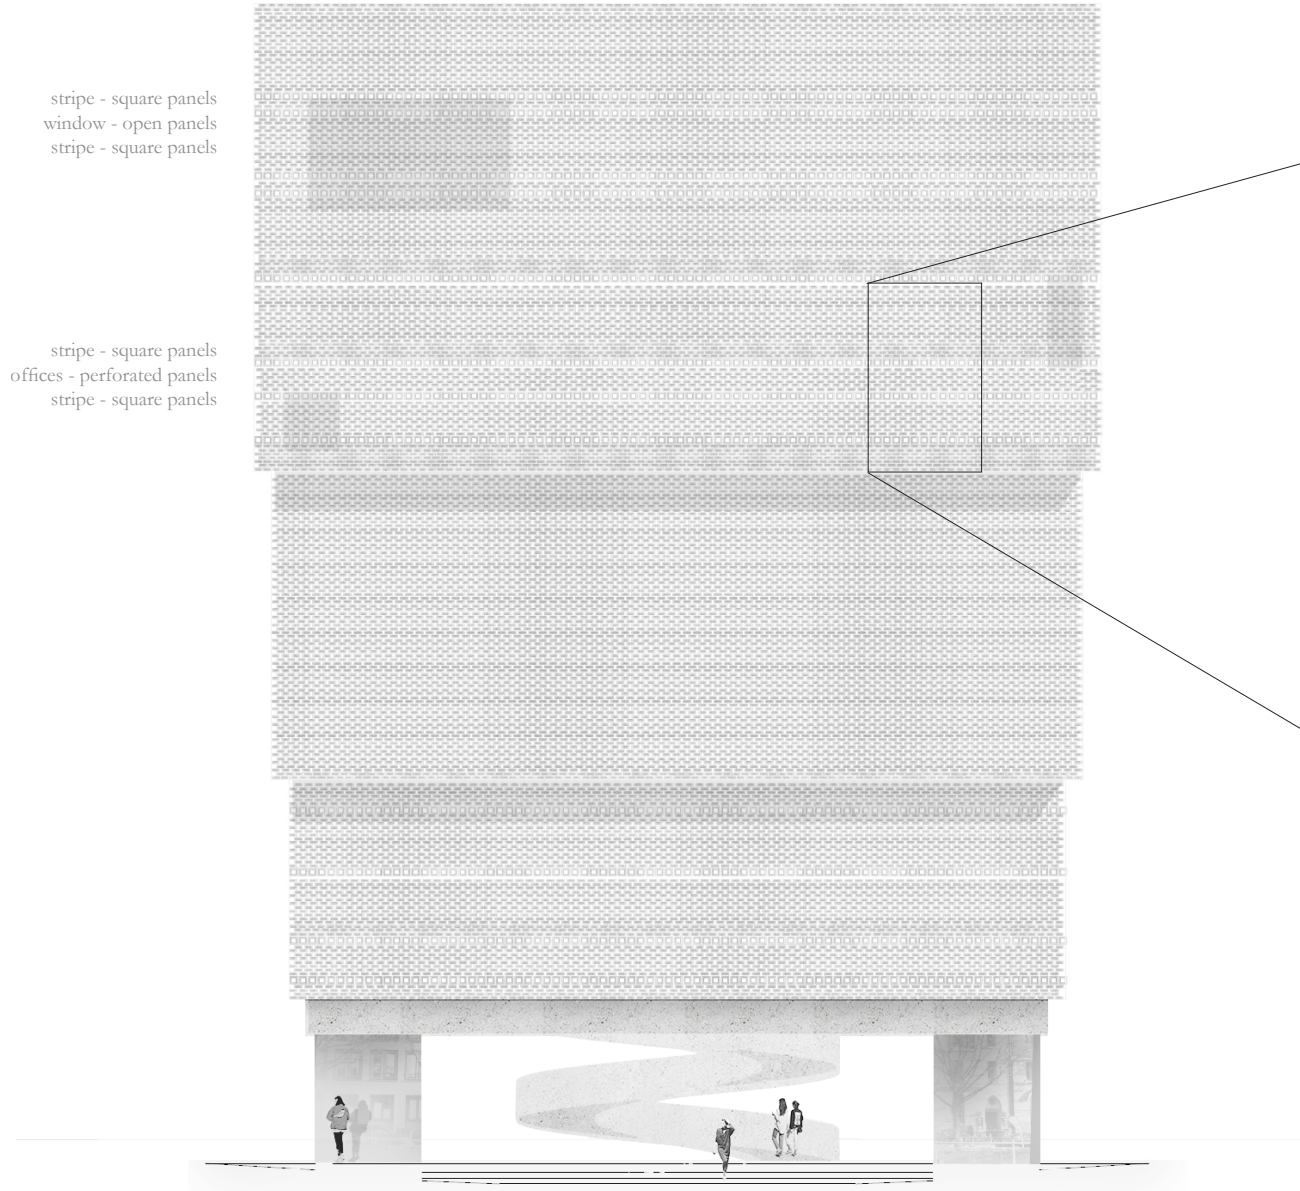 stripe - square panels
window - open panels
stripe - square panels
stripe - square panels
offices - perforated panels
stripe - square panels